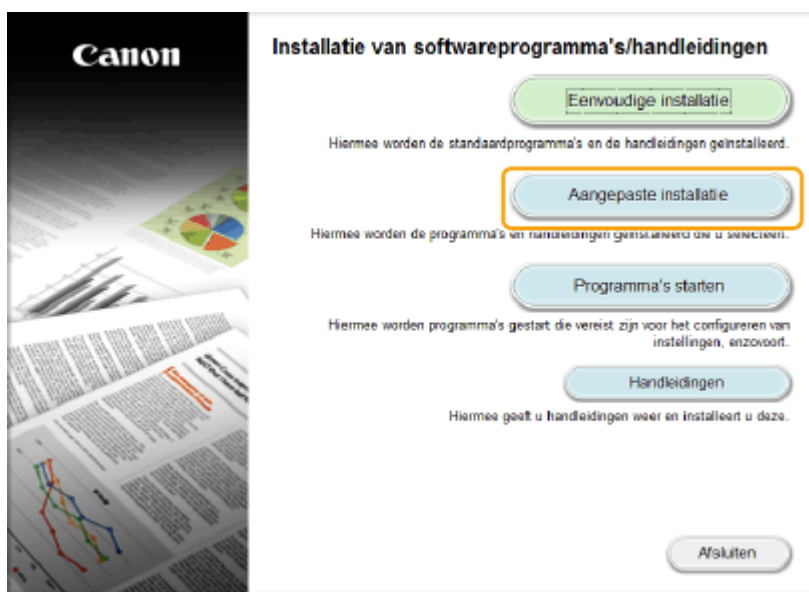 Canon
Installatie van softwareprogramma's/handleidingen
Eenvoudige installatie
Hiermee worden de standaardprogramma's en de handleidingen geïnstalleerd.
Aangepaste installatie
Hiermee worden de programma's en handleidingen geïnstalleerd die u selecteert.
Programma's starten
Hiermee worden programma's gestart die vereist zijn voor het configureren van
instellingen, enzovoort.
Handleidingen
Hiermee geeft u handleidingen weer en installeert u deze.
Afsluiten